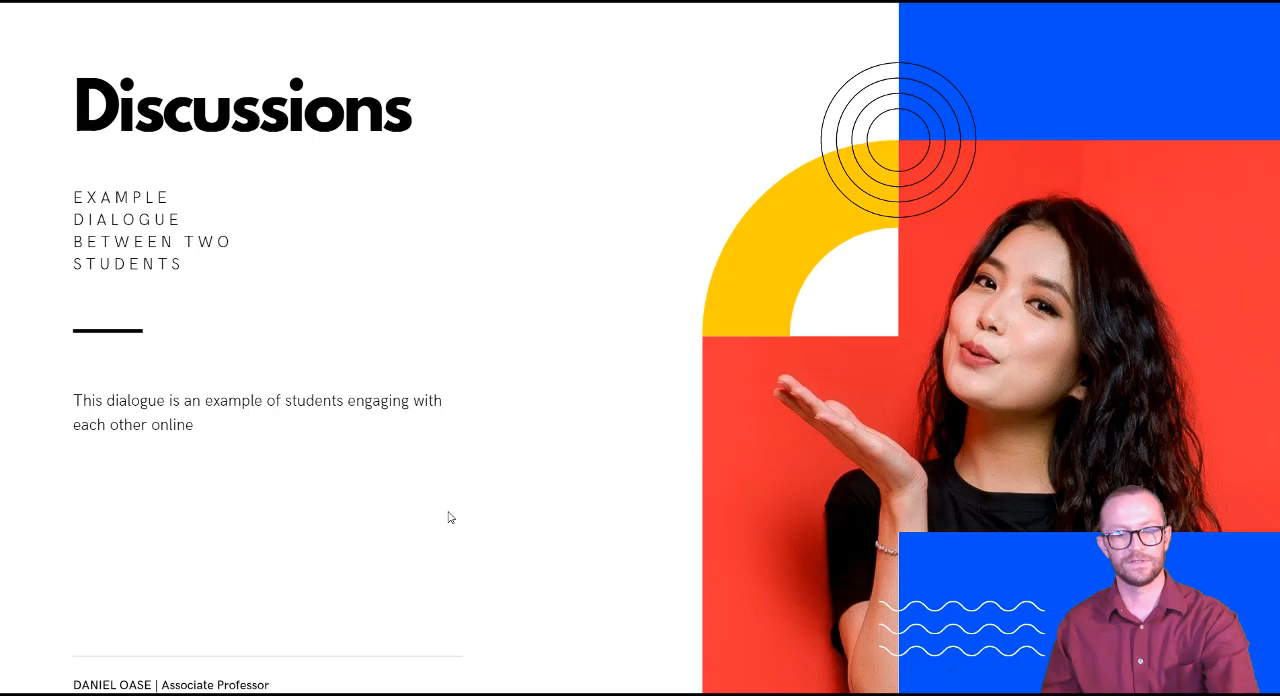 Discussions
EXAMPLE
DIALOGUE
BETWEEN TWO
STUDENTS
This dialogue is an example of students engaging with
each other online
DANIEL OASE | Associate Professor